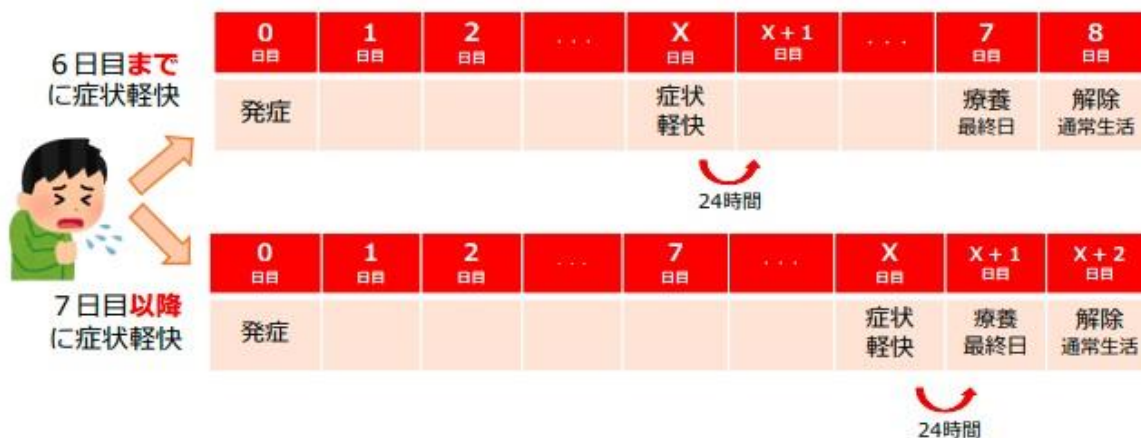 6日目まで
に症状軽快
0 1 2 ... X X+1 ... 7 8
日目 日目 日目 日目 日目 日目 日目
発症 症状軽快 療養最終日 解除通常生活
24時間
7日目以降
に症状軽快
0 1 2 ... 7 ... X X+1 X+2
日目 日目 日目 日目 日目 日目 日目
発症 症状軽快 療養最終日 解除通常生活
24時間